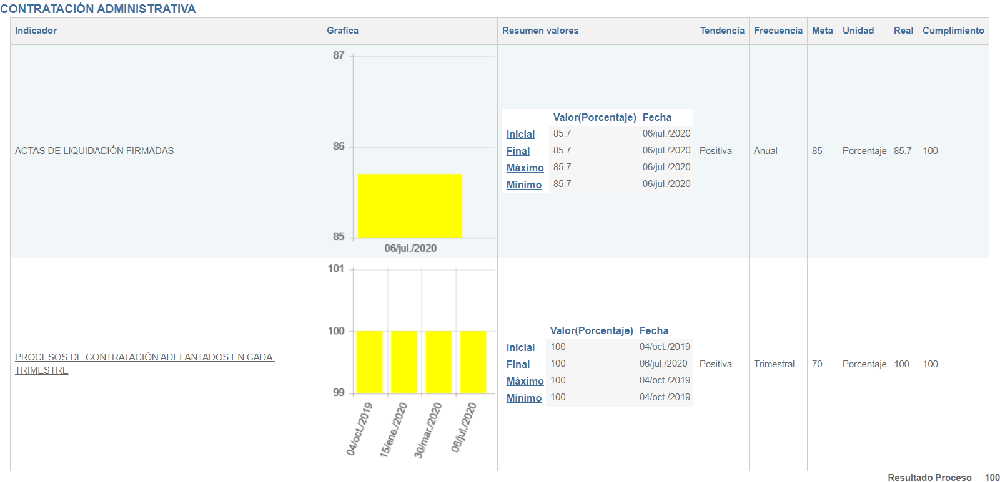 CONTRATACIÓN ADMINISTRATIVA
Indicador Grafica Resumen valores Tendencia Frecuencia Meta Unidad Real Cumplimiento
87
86
85
06/jul./2020
ACTAS DE LIQUIDACIÓN FIRMADAS
Valor(Porcentaje) Fecha
Inicial 85.7 06/jul./2020
Final 85.7 06/jul./2020
Máximo 85.7 06/jul./2020
Mínimo 85.7 06/jul./2020
Positiva Anual 85 Porcentaje 85.7 100
PROCESOS DE CONTRATACIÓN ADELANTADOS EN CADA
TRIMESTRE
101
100
99
04/oct./2019 15/ene./2020 30/mar./2020 06/jul./2020
Valor(Porcentaje) Fecha
Inicial 100 04/oct./2019
Final 100 06/jul./2020
Máximo 100 04/oct./2019
Mínimo 100 04/oct./2019
Positiva Trimestral 70 Porcentaje 100 100
Resultado Proceso 100